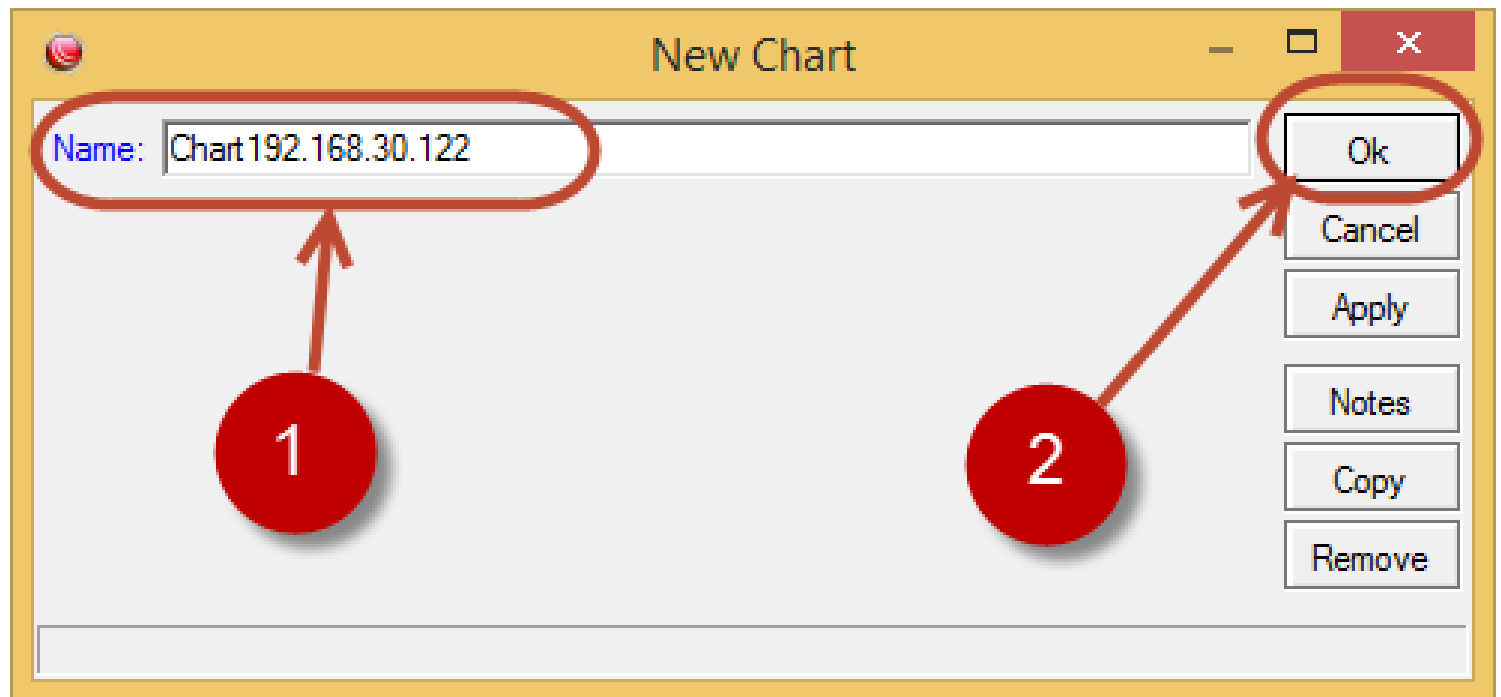 New Chart
Name: Chart192.168.30.122
Ok
Cancel
Apply
Notes
Copy
Remove
1
2